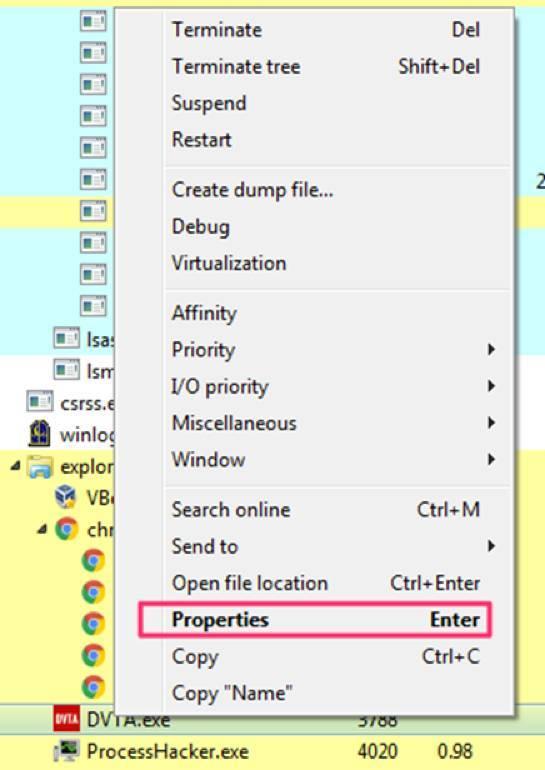 Terminate Del
Terminate tree Shift+Del
Suspend
Restart
2
Create dump file...
Debug
Virtualization
Affinity
Priority
lsas
I/O priority
lsm
Miscellaneous
csrss.e
winlog
Window
explor
VBo
Search online Ctrl+M
chr
Send to
Open file location Ctrl+Enter
Properties Enter
Copy Ctrl+C
Copy "Name"
DVTA DVTA.exe 3788
ProcessHacker.exe 4020 0.98